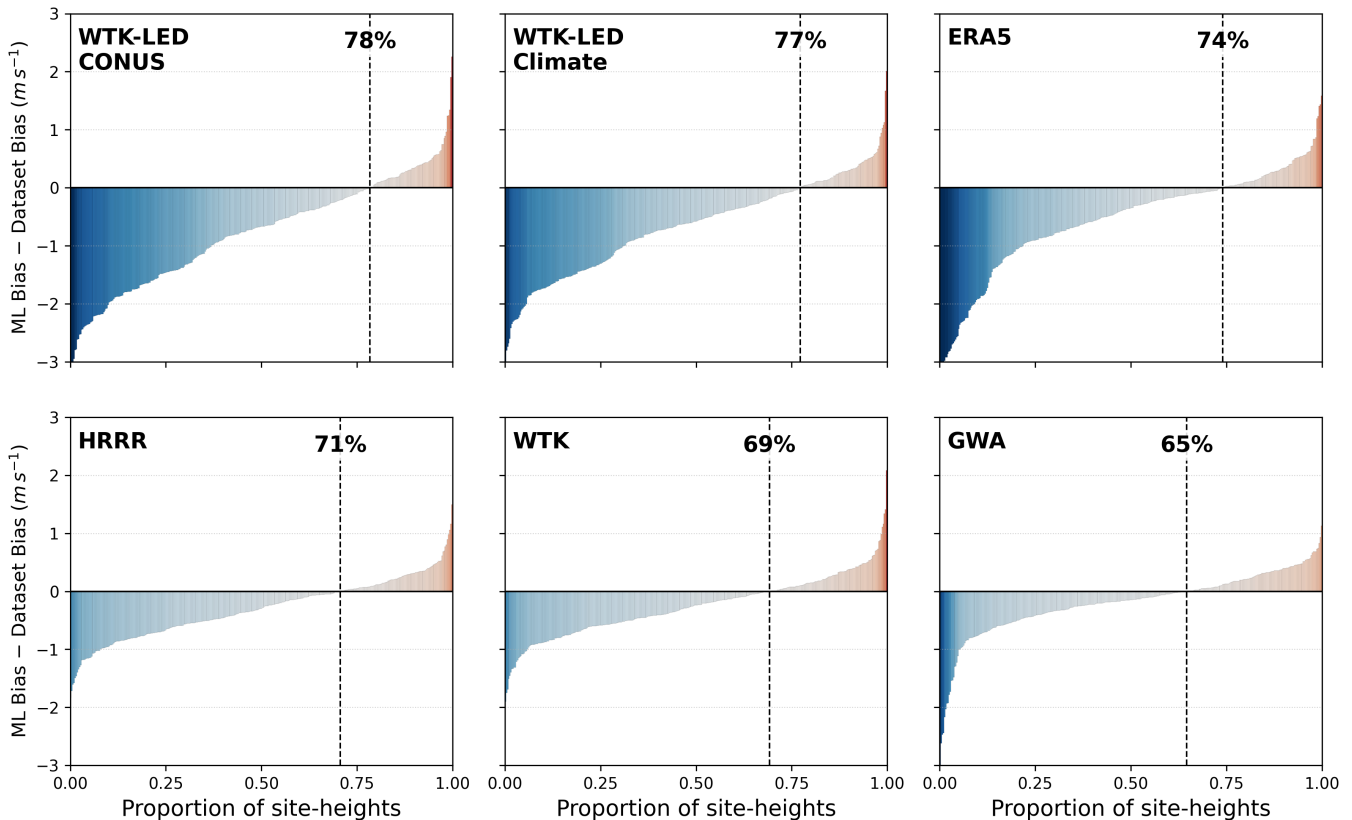 WTK-LED
CONUS
78%
ML Bias − Dataset Bias (m s⁻¹)
3
2
1
0
−1
−2
−3
WTK-LED
Climate
77%
ERA5
74%
HRRR
71%
ML Bias − Dataset Bias (m s⁻¹)
3
2
1
0
−1
−2
−3
0.00 0.25 0.50 0.75 1.00
Proportion of site-heights
WTK
69%
0.00 0.25 0.50 0.75 1.00
Proportion of site-heights
GWA
65%
0.00 0.25 0.50 0.75 1.00
Proportion of site-heights